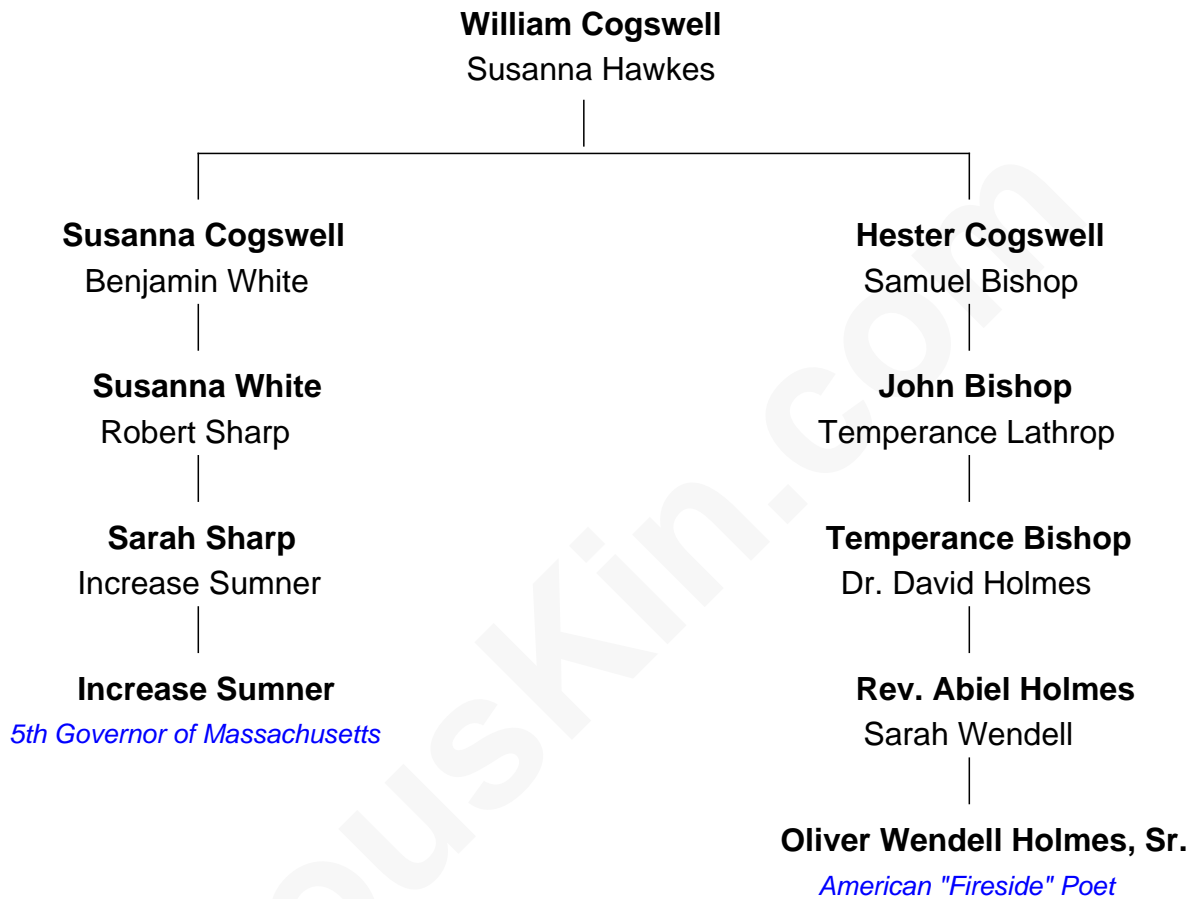 William Cogswell
Susanna Hawkes
Susanna Cogswell
Benjamin White
Hester Cogswell
Samuel Bishop
Susanna White
Robert Sharp
John Bishop
Temperance Lathrop
Sarah Sharp
Increase Sumner
Temperance Bishop
Dr. David Holmes
Increase Sumner
5th Governor of Massachusetts
Rev. Abiel Holmes
Sarah Wendell
Oliver Wendell Holmes, Sr.
American "Fireside" Poet
ouskin.com